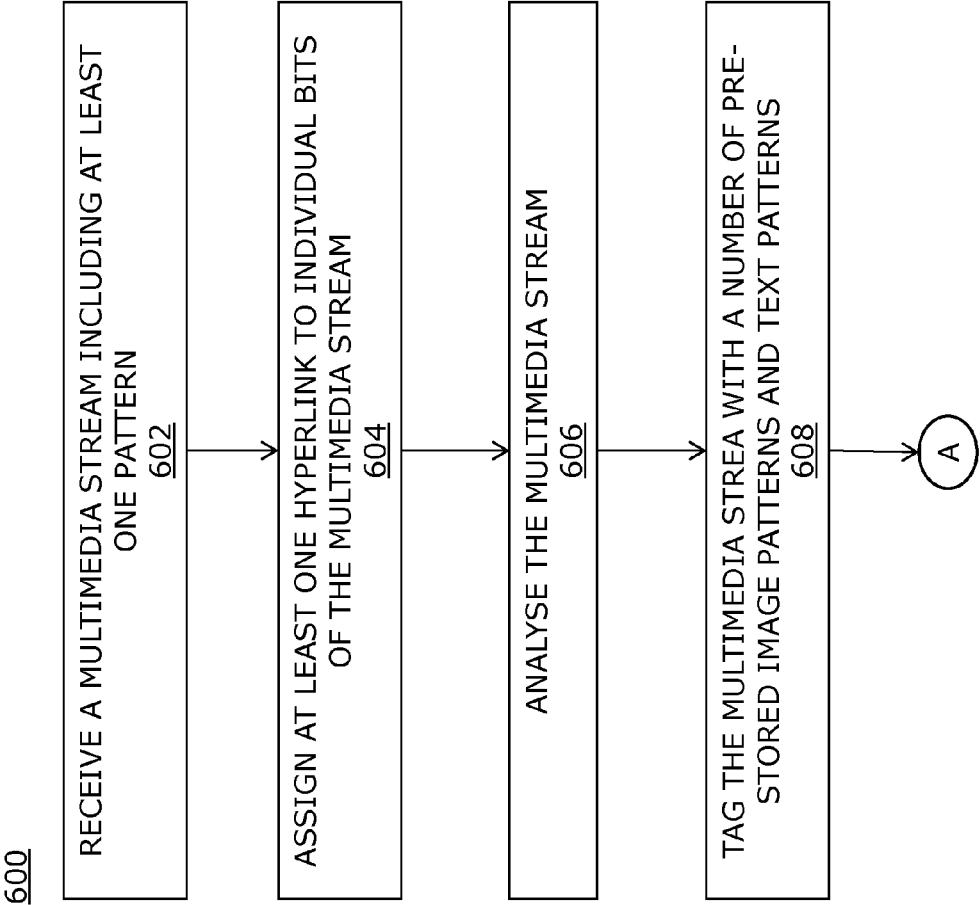 600
RECEIVE A MULTIMEDIA STREAM INCLUDING AT LEAST
ONE PATTERN
602
ASSIGN AT LEAST ONE HYPERLINK TO INDIVIDUAL BITS
OF THE MULTIMEDIA STREAM
604
ANALYSE THE MULTIMEDIA STREAM
606
TAG THE MULTIMEDIA STREA WITH A NUMBER OF PRE-
STORED IMAGE PATTERNS AND TEXT PATTERNS
608
A